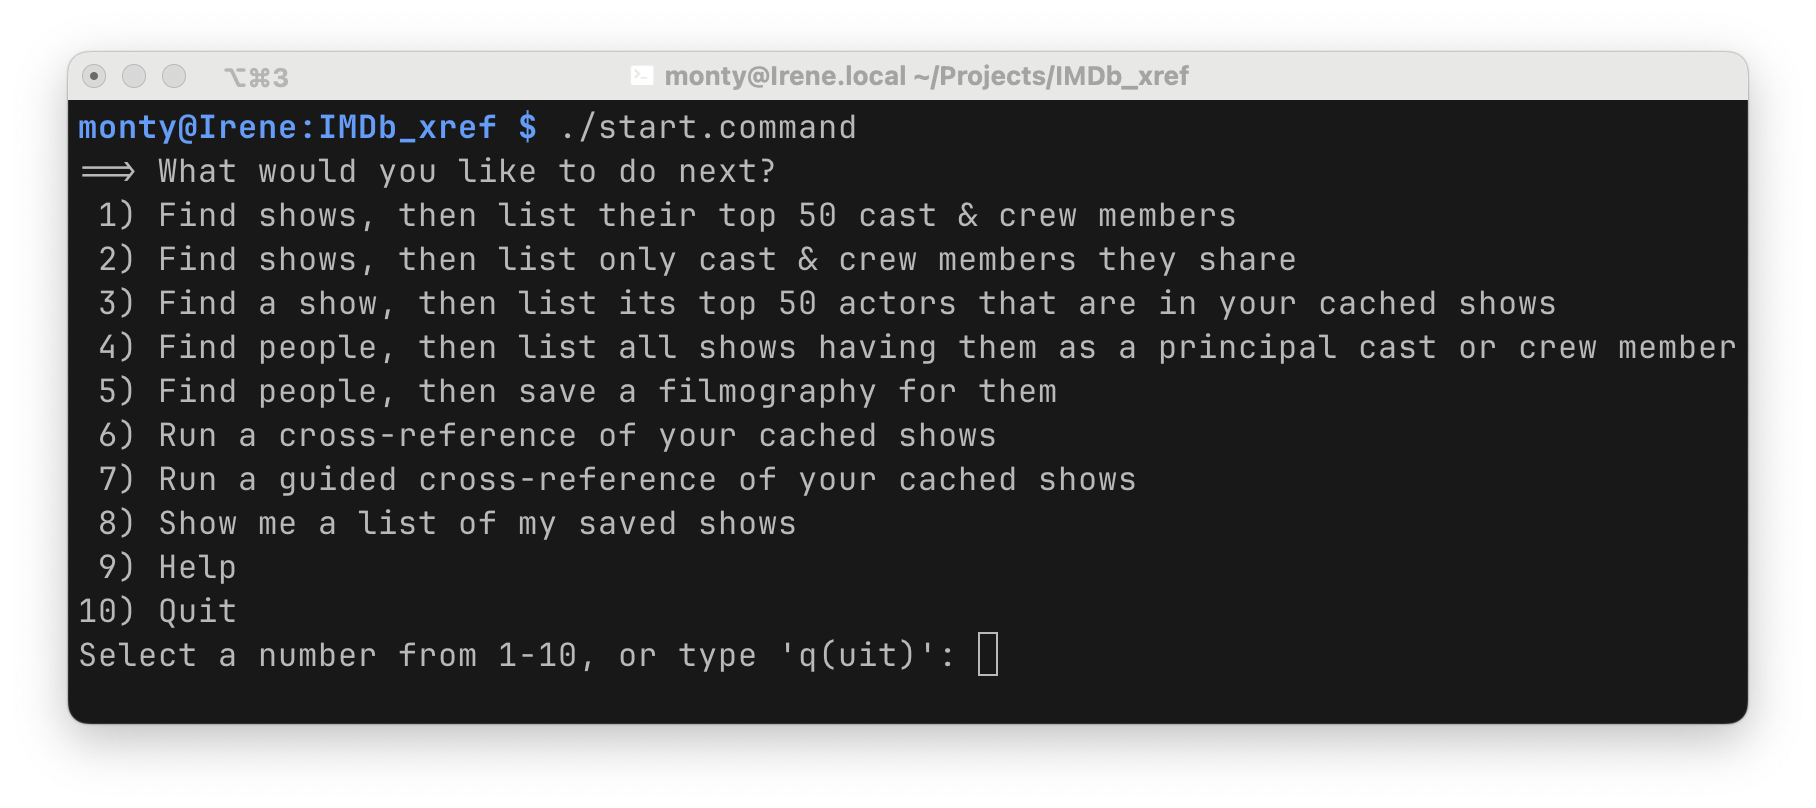 ⌥⌘3 monty@Irene.local ~/Projects/IMDb_xref
monty@Irene:IMDb_xref $ ./start.command
==> What would you like to do next?
1) Find shows, then list their top 50 cast & crew members
2) Find shows, then list only cast & crew members they share
3) Find a show, then list its top 50 actors that are in your cached shows
4) Find people, then list all shows having them as a principal cast or crew member
5) Find people, then save a filmography for them
6) Run a cross-reference of your cached shows
7) Run a guided cross-reference of your cached shows
8) Show me a list of my saved shows
9) Help
10) Quit
Select a number from 1-10, or type 'q(uit)':